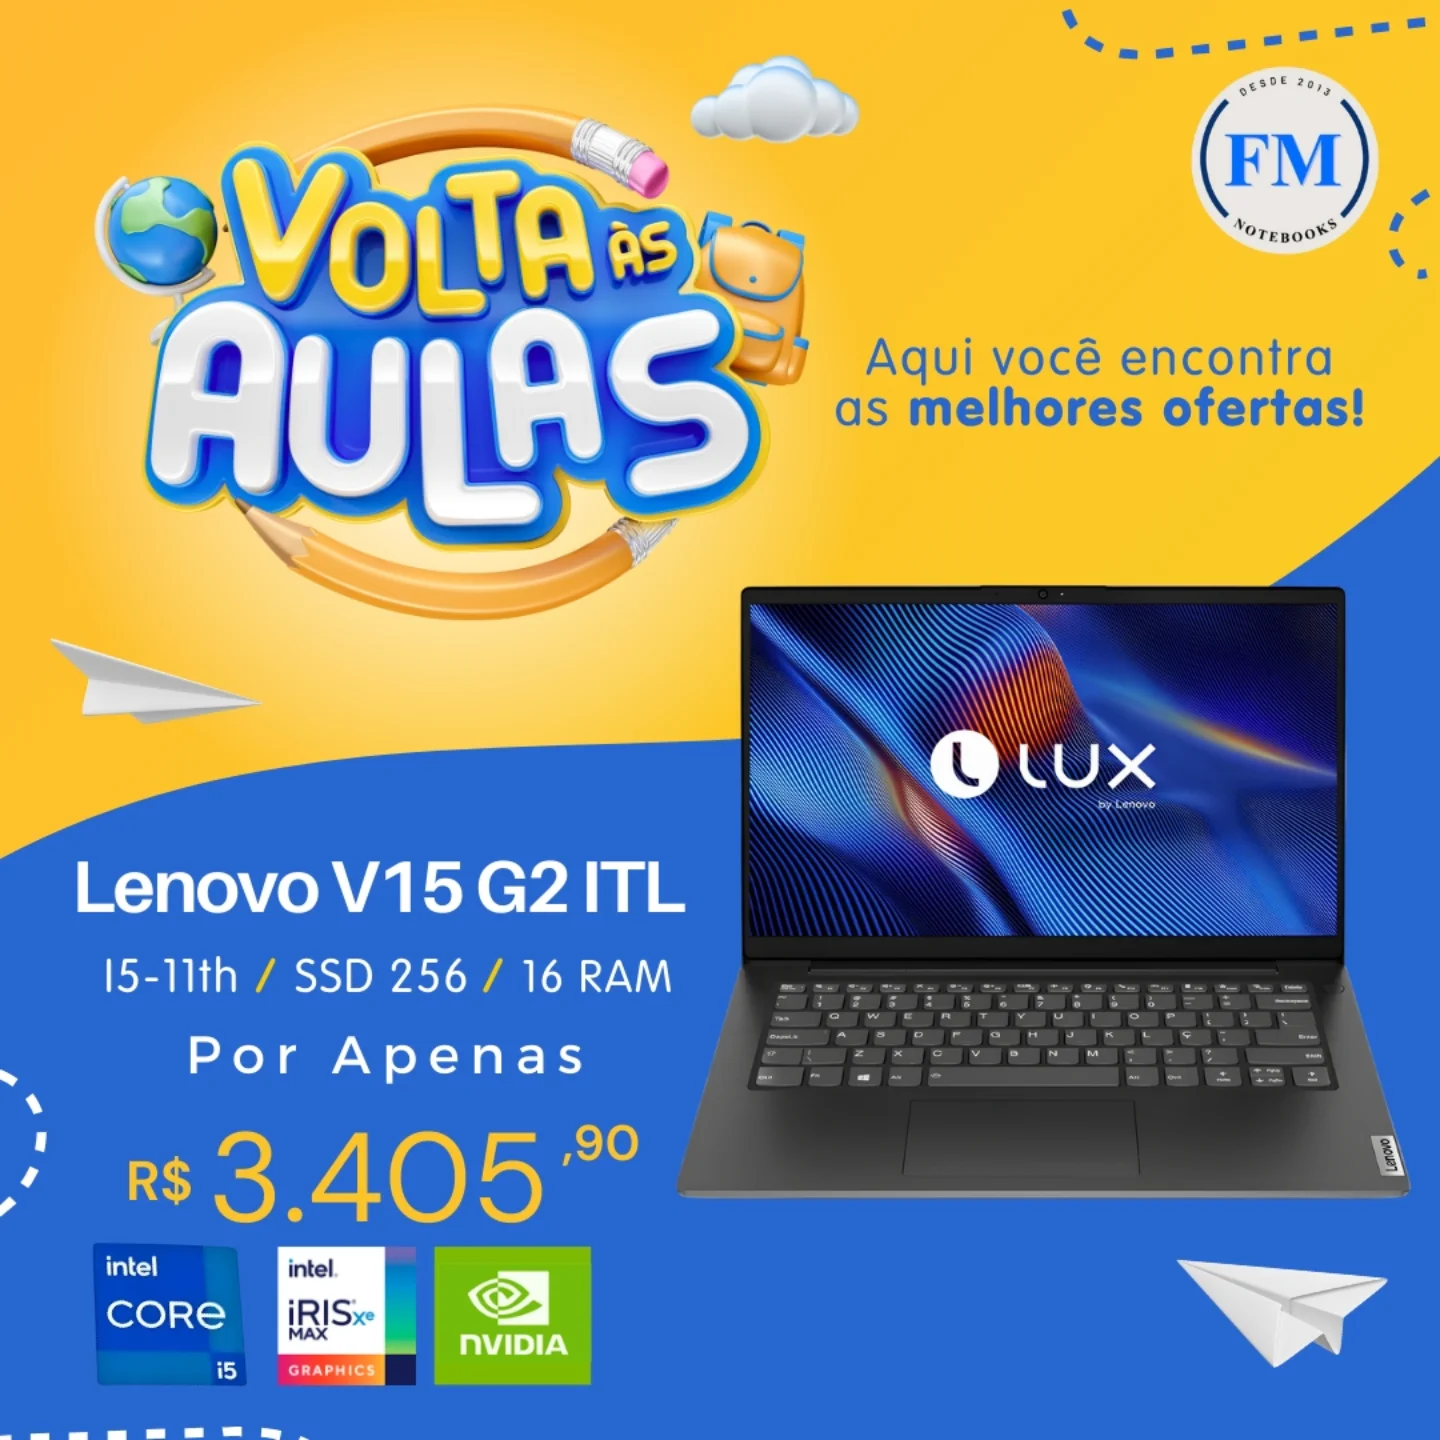 DESDE 2013
FM
NOTEBOOKS
VOLTA ÀS
AULAS
Aqui você encontra
as melhores ofertas!
L LUX
by Lenovo
Lenovo V15 G2 ITL
I5-11th / SSD 256 / 16 RAM
Por Apenas
R$ 3.405,90
Q W E R T Y U I O P
A S D F G H J K L Ç
Z X C V B N M
Lenovo
intel
CORE
i5
intel.
iRISxe
MAX
GRAPHICS
NVIDIA